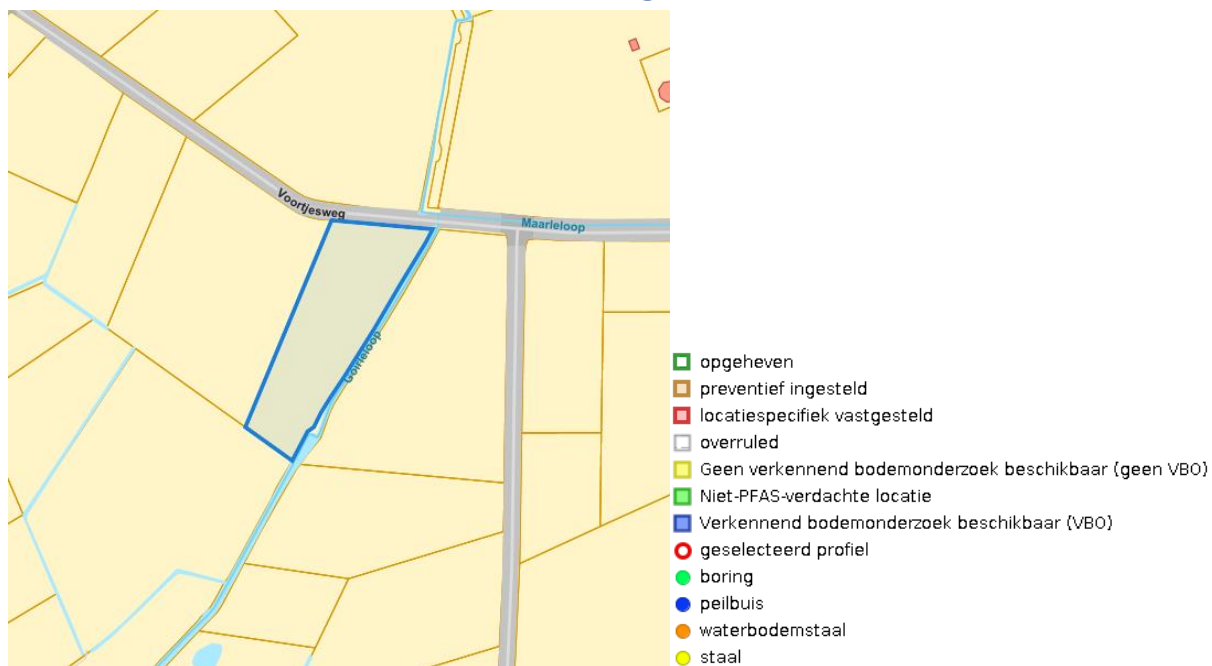 Voortjesweg
Maarleloop
Goirleloop
opgeheven
preventief ingesteld
locatiespecifiek vastgesteld
overruled
Geen verkennend bodemonderzoek beschikbaar (geen VBO)
Niet-PFAS-verdachte locatie
Verkennend bodemonderzoek beschikbaar (VBO)
geselecteerd profiel
boring
peilbuis
waterbodemstaal
staal